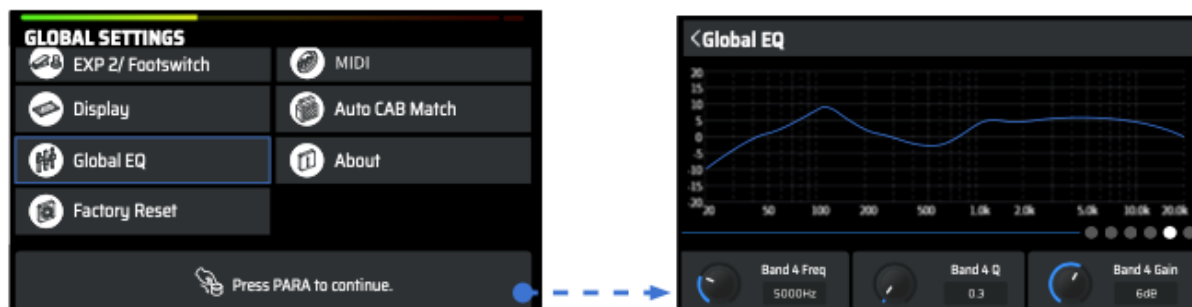 GLOBAL SETTINGS
EXP 2/ Footswitch
MIDI
Display
Auto CAB Match
Global EQ
About
Factory Reset
Press PARA to continue.
<Global EQ
20
15
10
5
0
-5
-10
-15
-20
20 50 100 200 500 1.0k 2.0k 5.0k 10.0k 20.0k
Band 4 Freq
5000Hz
Band 4 Q
0.3
Band 4 Gain
6dB